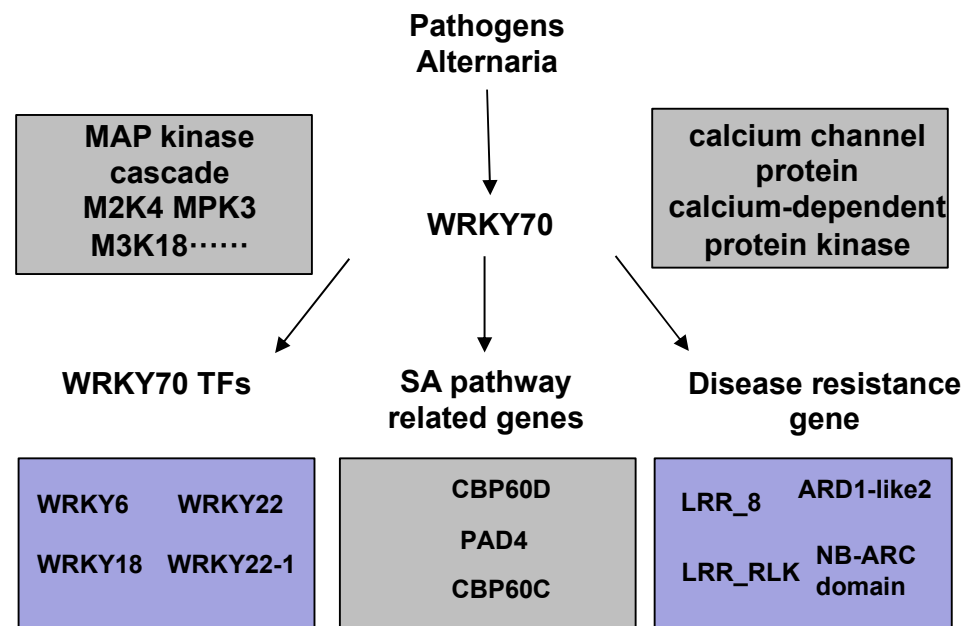 Pathogens
Alternaria
MAP kinase
cascade
M2K4 MPK3
M3K18······
calcium channel
protein
calcium-dependent
protein kinase
WRKY70
WRKY70 TFs
SA pathway
related genes
Disease resistance
gene
WRKY6 WRKY22
WRKY18 WRKY22-1
CBP60D
PAD4
CBP60C
LRR_8 ARD1-like2
LRR_RLK NB-ARC
domain